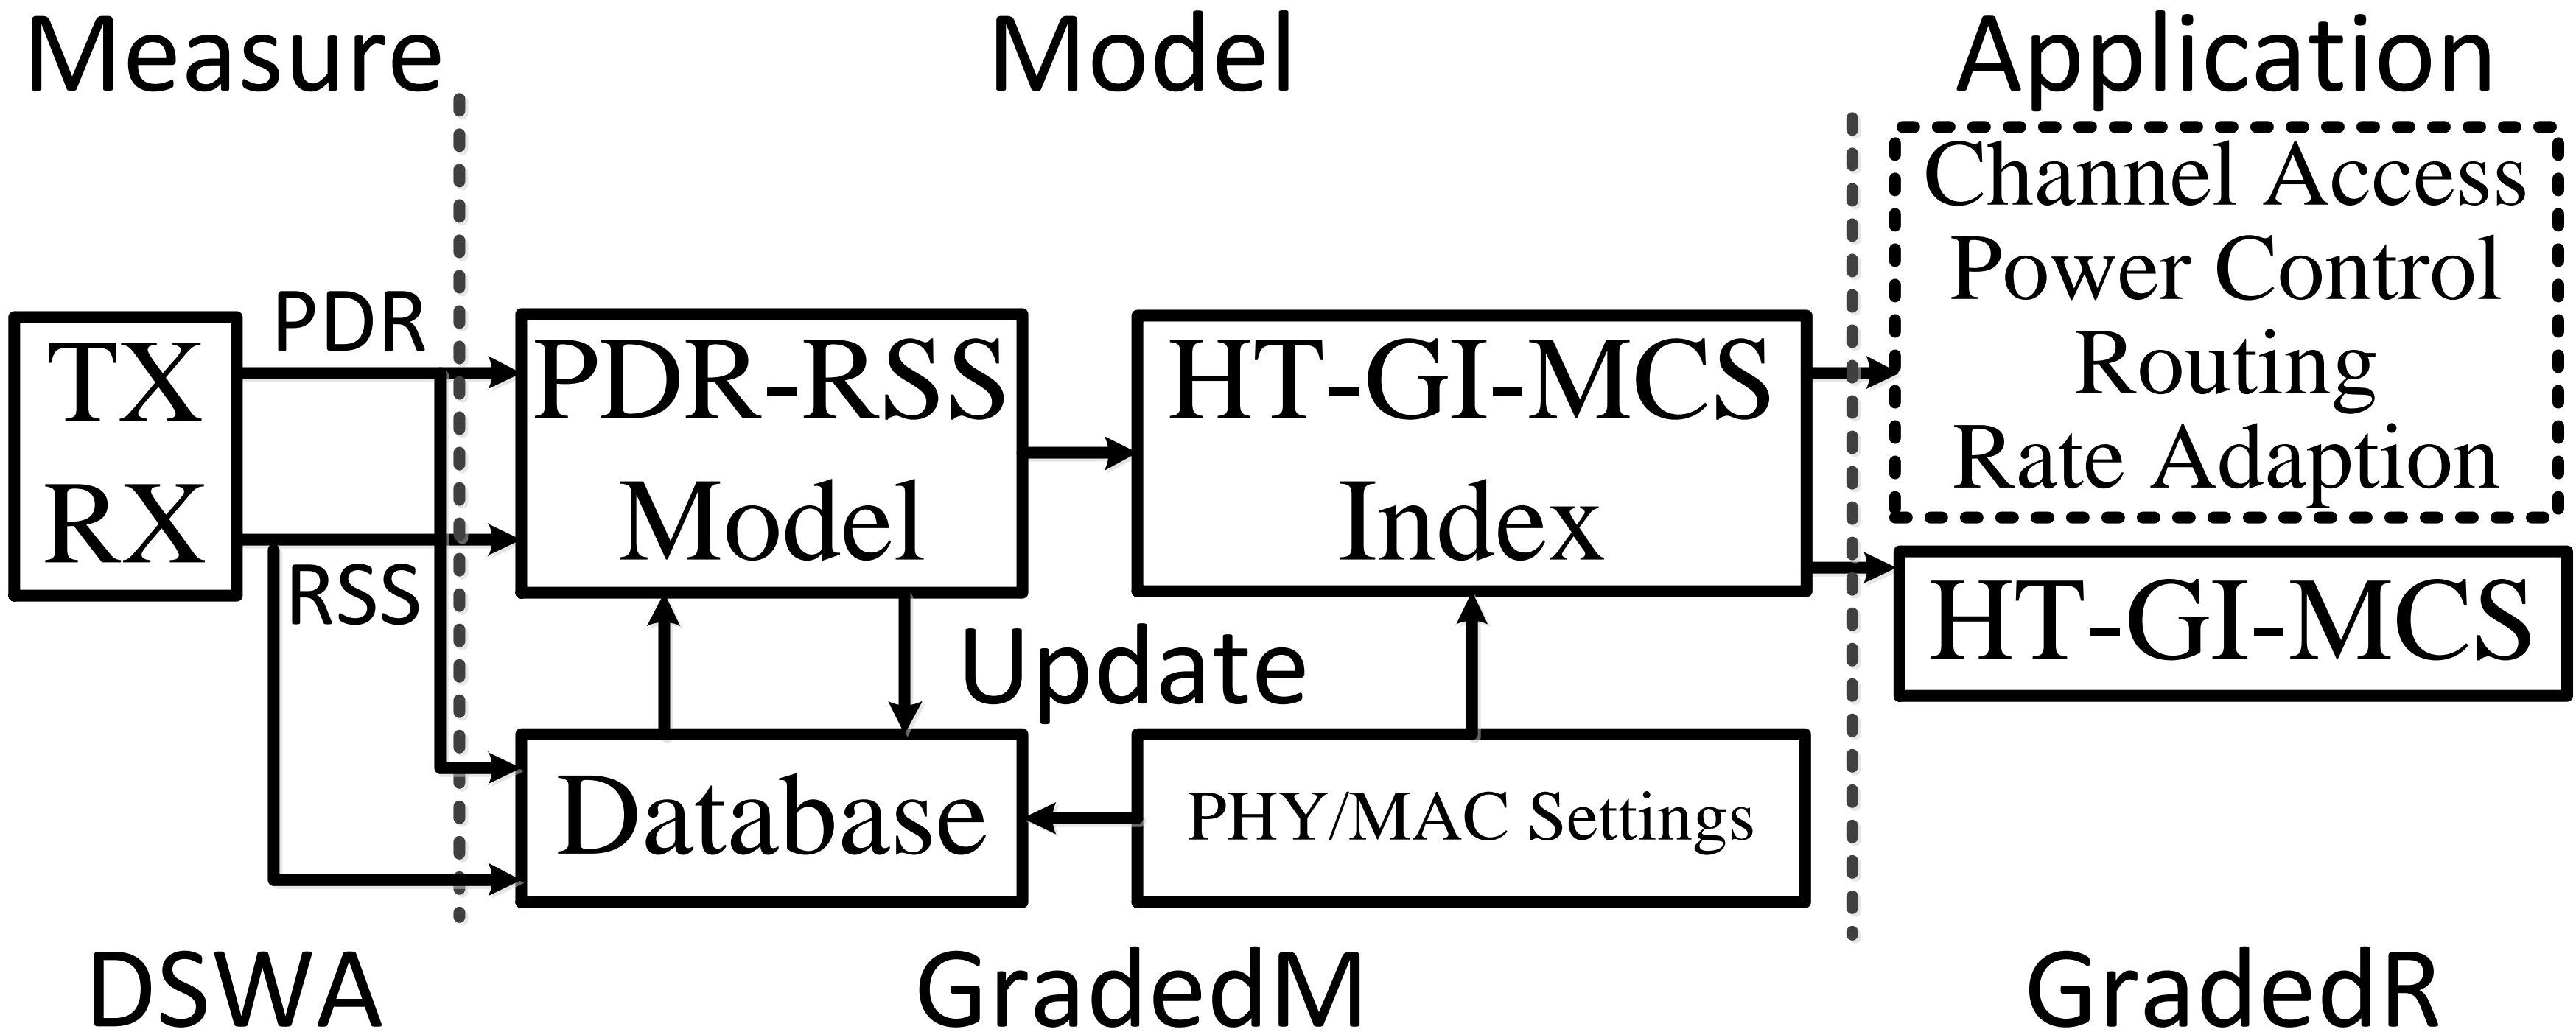 Measure
Model
Application
TX
RX
PDR
RSS
PDR-RSS
Model
HT-GI-MCS
Index
Channel Access
Power Control
Routing
Rate Adaption
HT-GI-MCS
Update
Database
PHY/MAC Settings
DSWA
GradedM
GradedR